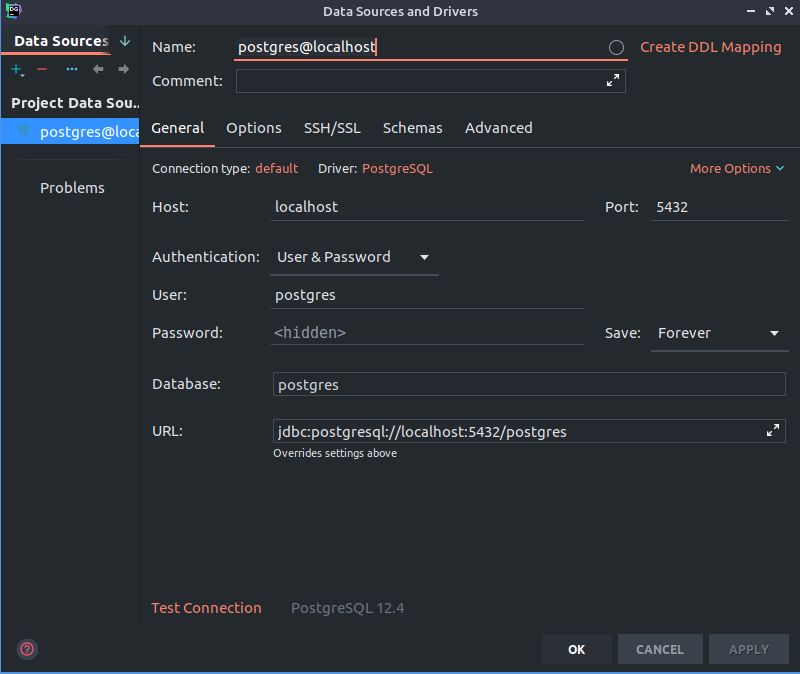 DG
Data Sources and Drivers
Data Sources
Name: postgres@localhost Create DDL Mapping
Comment:
Project Data Sou..
postgres@loca
Problems
General Options SSH/SSL Schemas Advanced
Connection type: default Driver: PostgreSQL More Options
Host: localhost Port: 5432
Authentication: User & Password
User: postgres
Password: <hidden> Save: Forever
Database: postgres
URL: jdbc:postgresql://localhost:5432/postgres
Overrides settings above
Test Connection PostgreSQL 12.4
? OK CANCEL APPLY